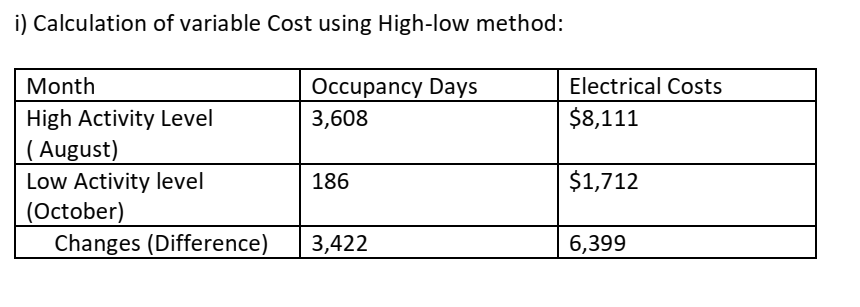 i) Calculation of variable Cost using High-low method:
Month Occupancy Days Electrical Costs
High Activity Level 3,608 $8,111
( August)
Low Activity level 186 $1,712
(October)
Changes (Difference) 3,422 6,399